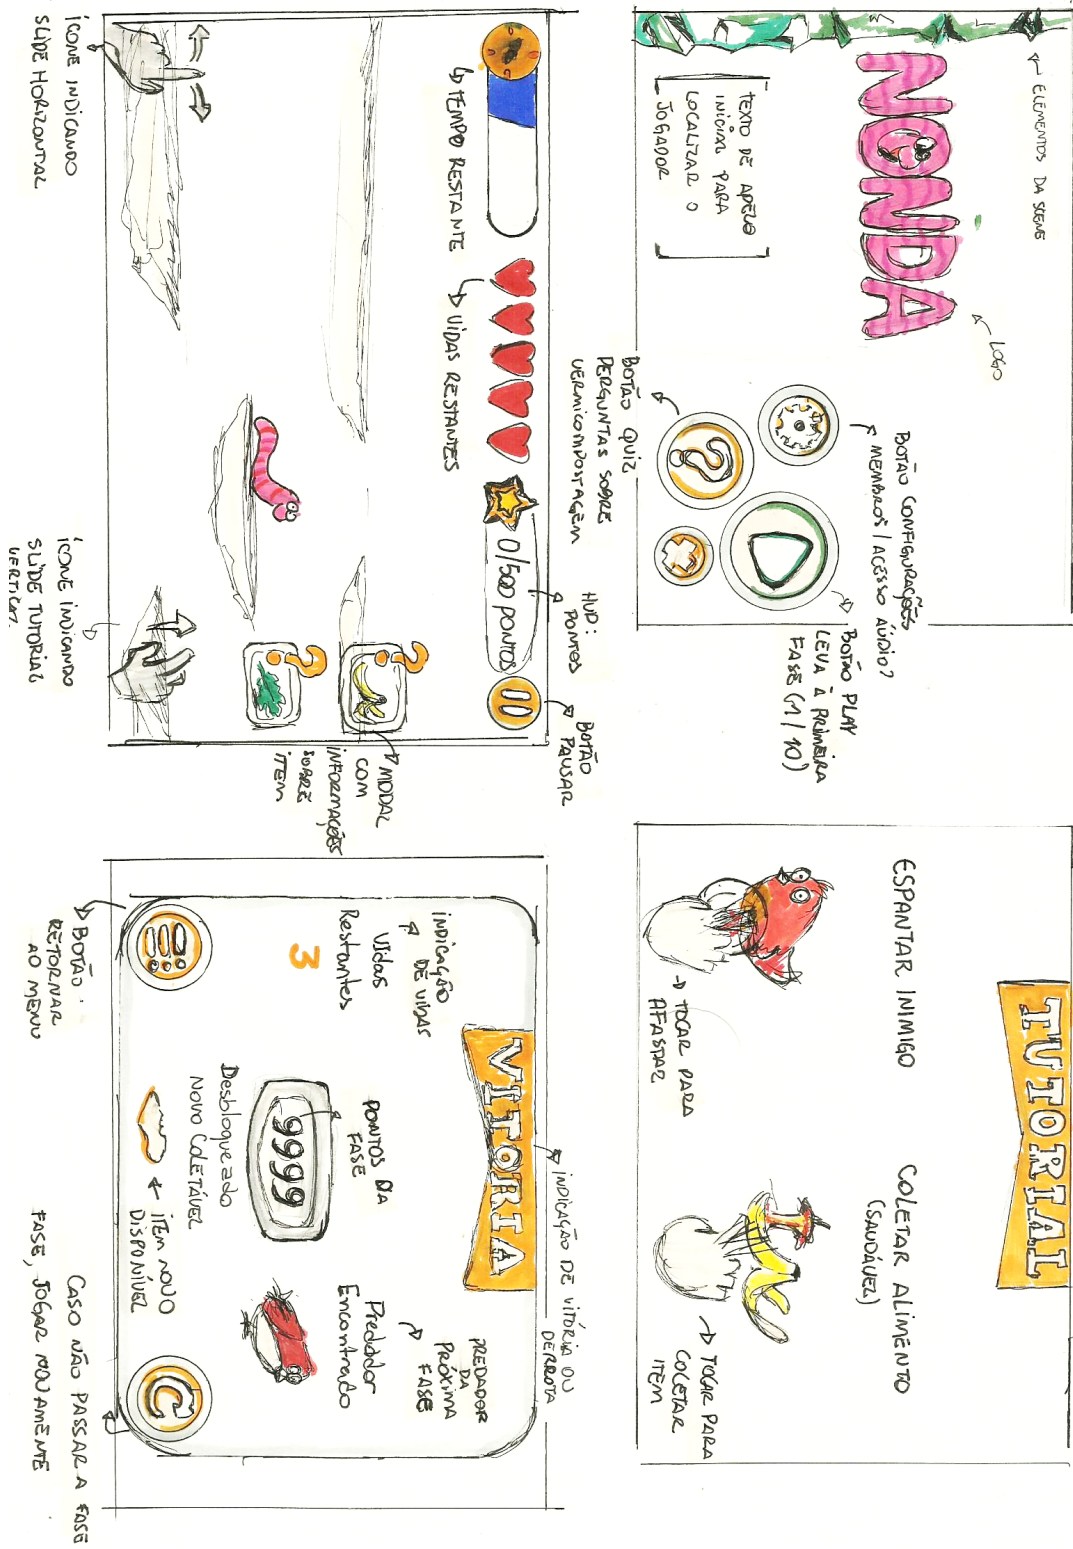 ← ELEMENTOS DA SCENE
NONDA
LOGO
TEXTO DE APELO
INICIAL PARA
LOCALIZAR O
JOGADOR
BOTÃO CONFIGURAÇÕES
MEMBROS / ACESSO ÁUDIO?
BOTÃO PLAY
LEVA À PRIMEIRA
FASE (1/10)
BOTÃO QUIZ
PERGUNTAS SOBRE
VERMICOMPOSTAGEM
TUTORIAL
ESPANTAR INIMIGO
TOCAR PARA
AFASTAR
COLETAR ALIMENTO
(SAUDÁVEL)
TOCAR PARA
COLETAR
ITEM
HUD:
PONTOS
BOTÃO
PAUSAR
0/500 PONTOS
TEMPO RESTANTE
VIDAS RESTANTES
MODAL
COM
INFORMAÇÕES
SOBRE
ITEM
ÍCONE INDICANDO
SLIDE HORIZONTAL
ÍCONE INDICANDO
SLIDE TUTORIAL
VERTICAL
INDICAÇÃO DE VITÓRIA OU
DERROTA
VITORIA
INDICAÇÃO
DE VIDAS
Vidas
Restantes
3
PONTOS DA
FASE
9999
PREDADOR
DA
PRÓXIMA
FASE
Predador
Encontrado
Desbloqueado
Novo Coletável
ITEM NOVO
DISPONÍVEL
BOTÃO:
RETORNAR
AO MENU
CASO NÃO PASSAR A FASE
FASE, JOGAR NOVAMENTE